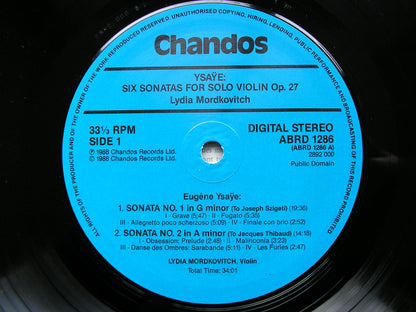 ALL RIGHTS OF THE PRODUCER AND OF THE OWNER OF THE WORK REPRODUCED RESERVED. UNAUTHORISED COPYING, HIRING, LENDING, PUBLIC PERFORMANCE AND BROADCASTING OF THIS RECORD PROHIBITED.
Chandos
YSAŸE:
SIX SONATAS FOR SOLO VIOLIN Op. 27
Lydia Mordkovitch
33⅓ RPM
SIDE 1
℗ 1988 Chandos Records Ltd.
© 1988 Chandos Records Ltd.
DIGITAL STEREO
ABRD 1286
(ABRD 1286 A)
2892 000
Public Domain
Eugène Ysaÿe:
1. SONATA NO. 1 in G minor (To Joseph Szigeti) (19:36)
I - Grave (5:47) II - Fugato (5:35)
III - Allegretto poco scherzoso (5:09) IV - Finale con brio (2:52)
2. SONATA NO. 2 in A minor (To Jacques Thibaud) (14:18)
I - Obsession: Prelude (2:48) II - Malinconia (3:21)
III - Danse des Ombres: Sarabande (5:11) IV - Les Furies (2:47)
LYDIA MORDKOVITCH, Violin
Total Time: 34:01